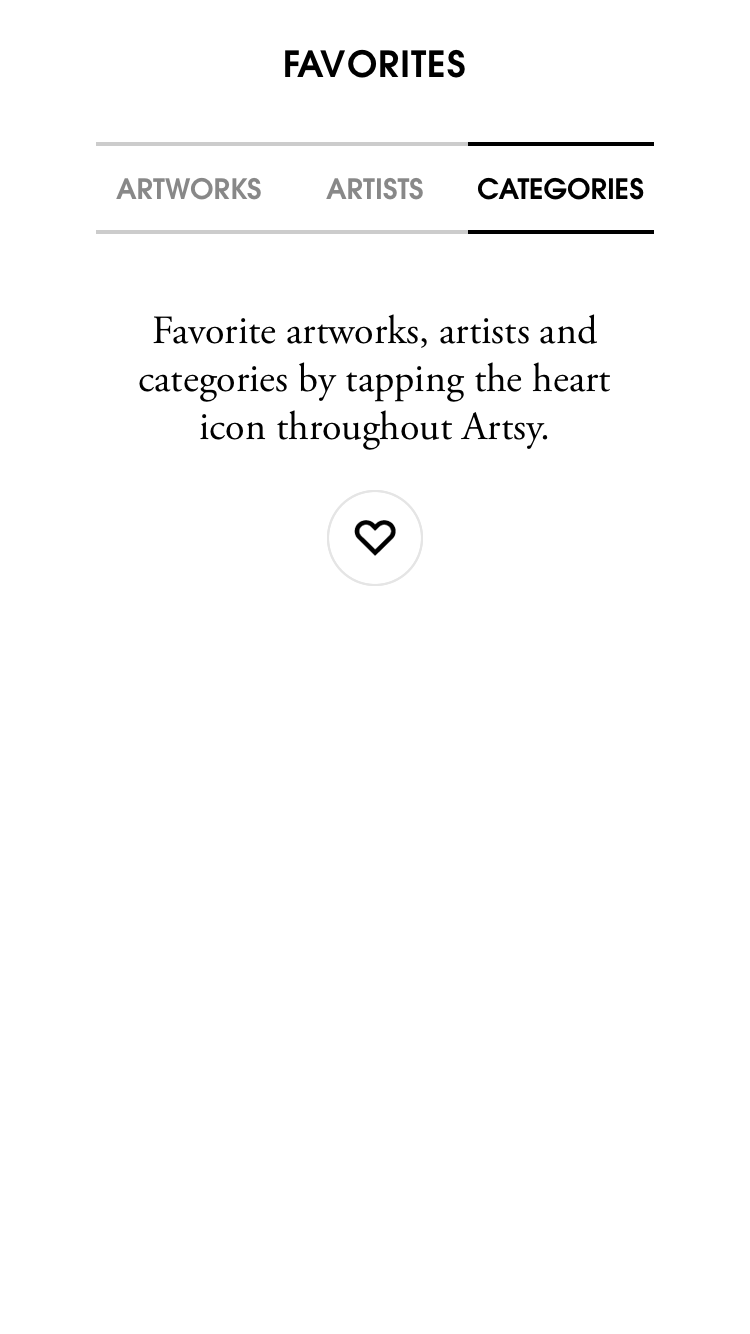 FAVORITES
ARTWORKS ARTISTS CATEGORIES
Favorite artworks, artists and
categories by tapping the heart
icon throughout Artsy.